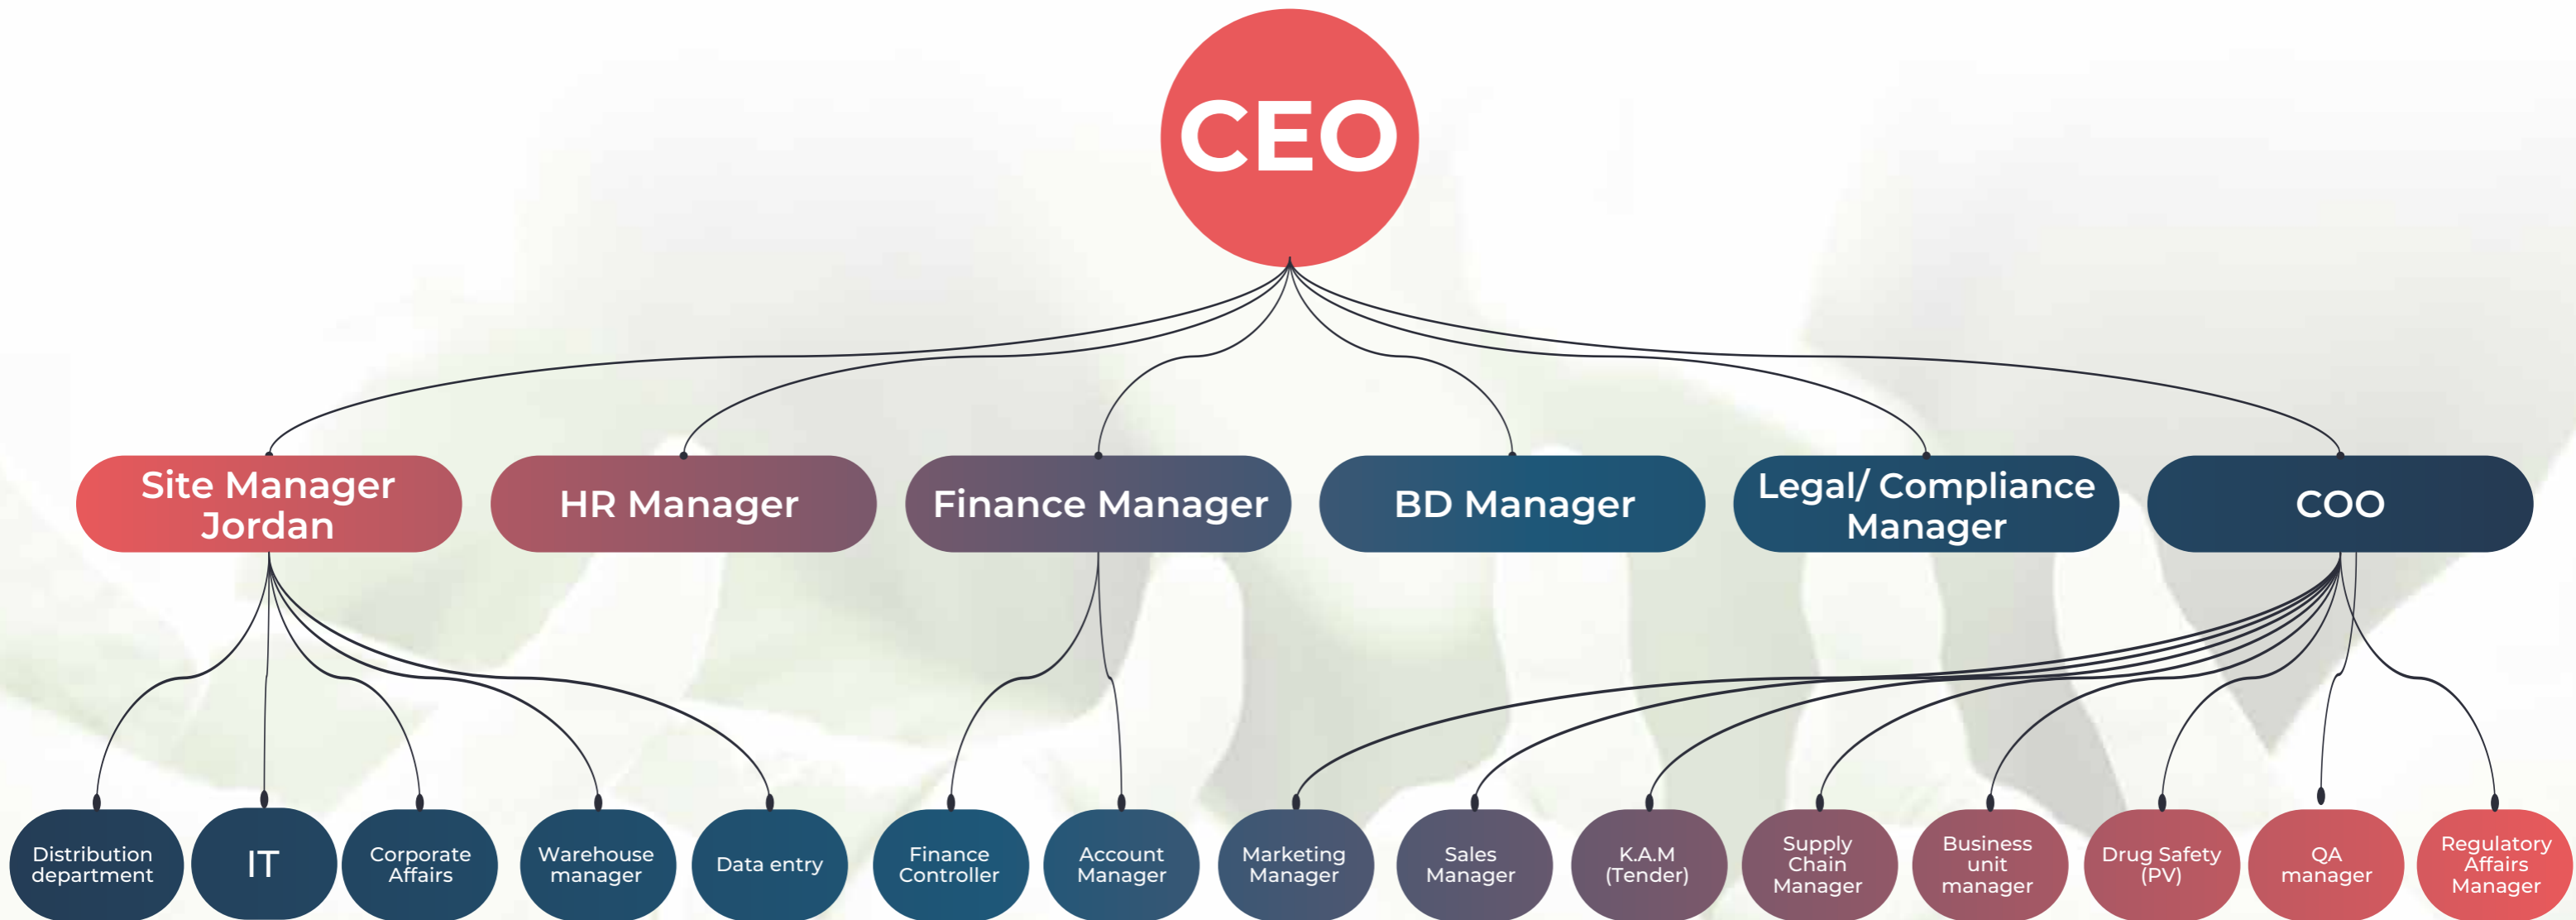 CEO
Site Manager
Jordan
HR Manager
Finance Manager
BD Manager
Legal/ Compliance
Manager
COO
Distribution
department
IT
Corporate
Affairs
Warehouse
manager
Data entry
Finance
Controller
Account
Manager
Marketing
Manager
Sales
Manager
K.A.M
(Tender)
Supply
Chain
Manager
Business
unit
manager
Drug Safety
(PV)
QA
manager
Regulatory
Affairs
Manager